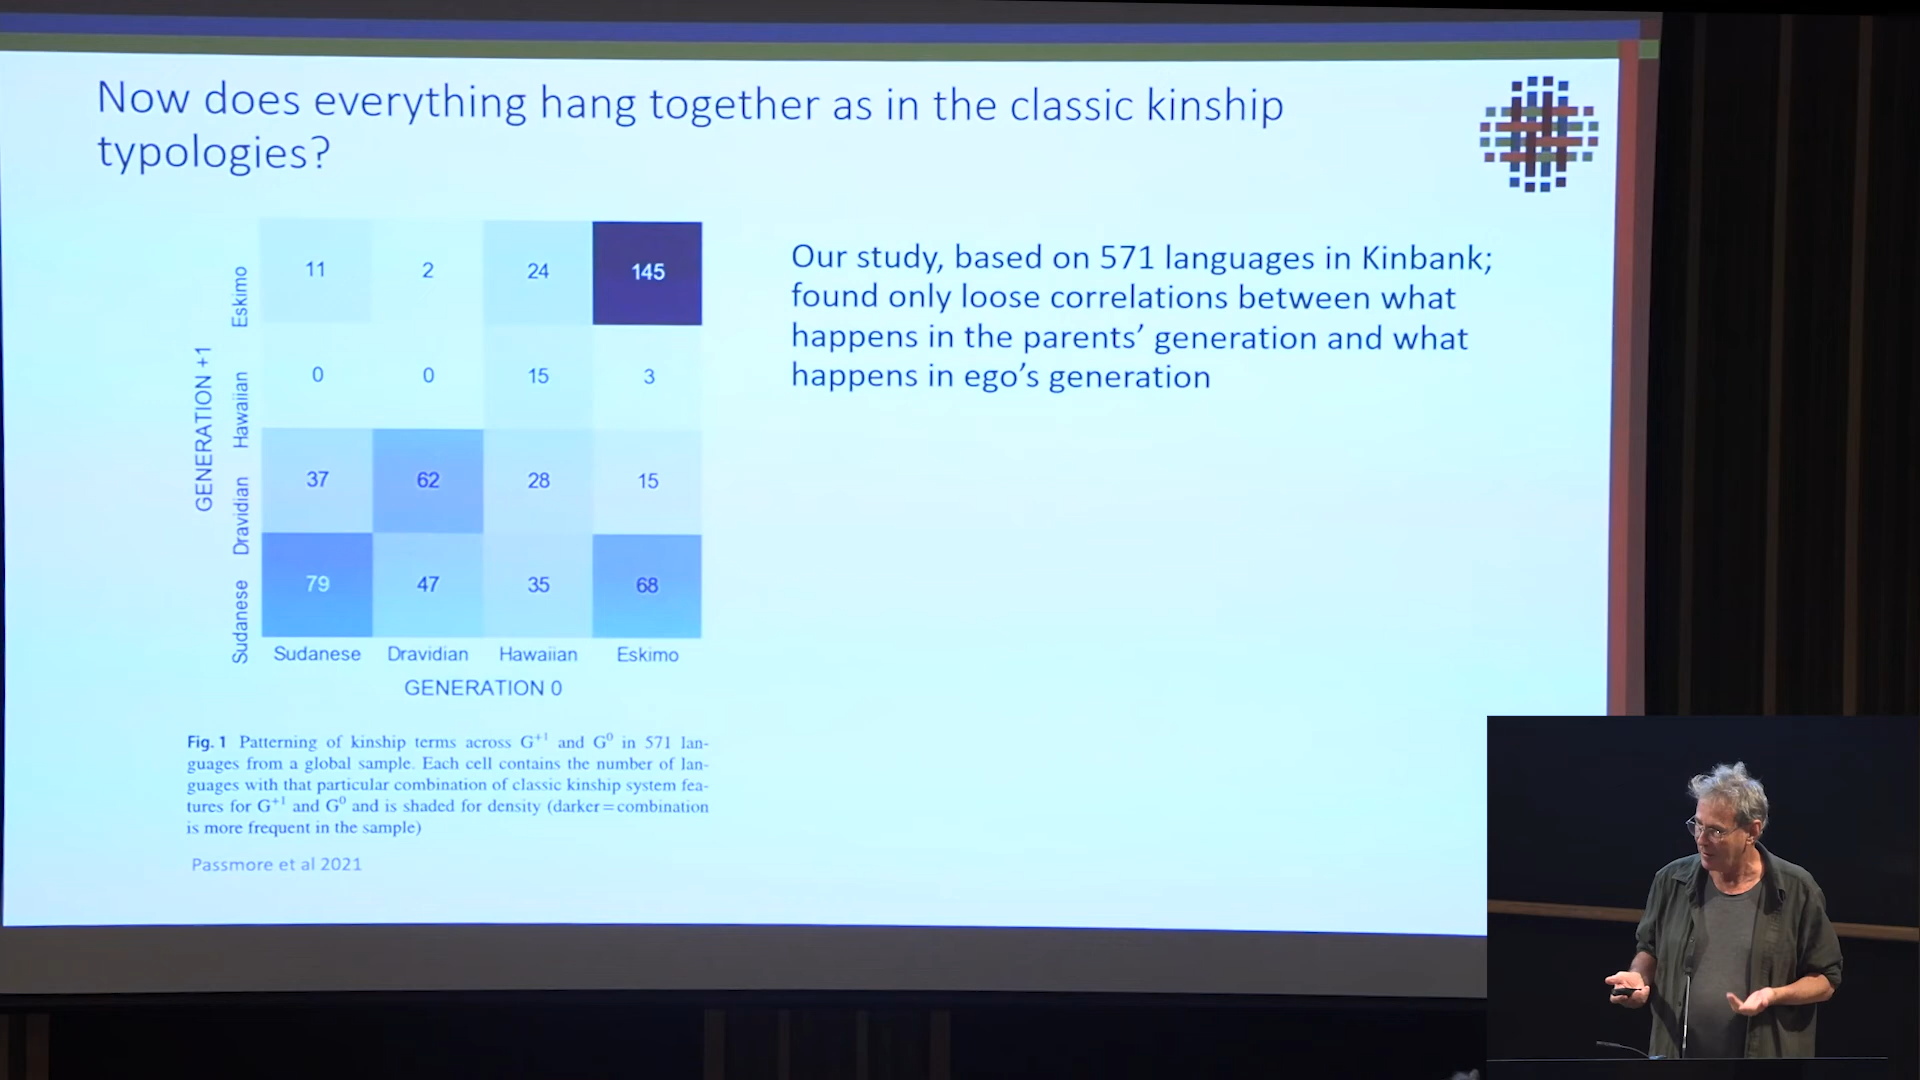 Now does everything hang together as in the classic kinship
typologies?
GENERATION +1
Eskimo
11 2 24 145
Hawaiian
0 0 15 3
Dravidian
37 62 28 15
Sudanese
79 47 35 68
Sudanese Dravidian Hawaiian Eskimo
GENERATION 0
Fig. 1 Patterning of kinship terms across G+1 and G0 in 571 lan-
guages from a global sample. Each cell contains the number of lan-
guages with that particular combination of classic kinship system fea-
tures for G+1 and G0 and is shaded for density (darker=combination
is more frequent in the sample)
Passmore et al 2021
Our study, based on 571 languages in Kinbank;
found only loose correlations between what
happens in the parents’ generation and what
happens in ego’s generation